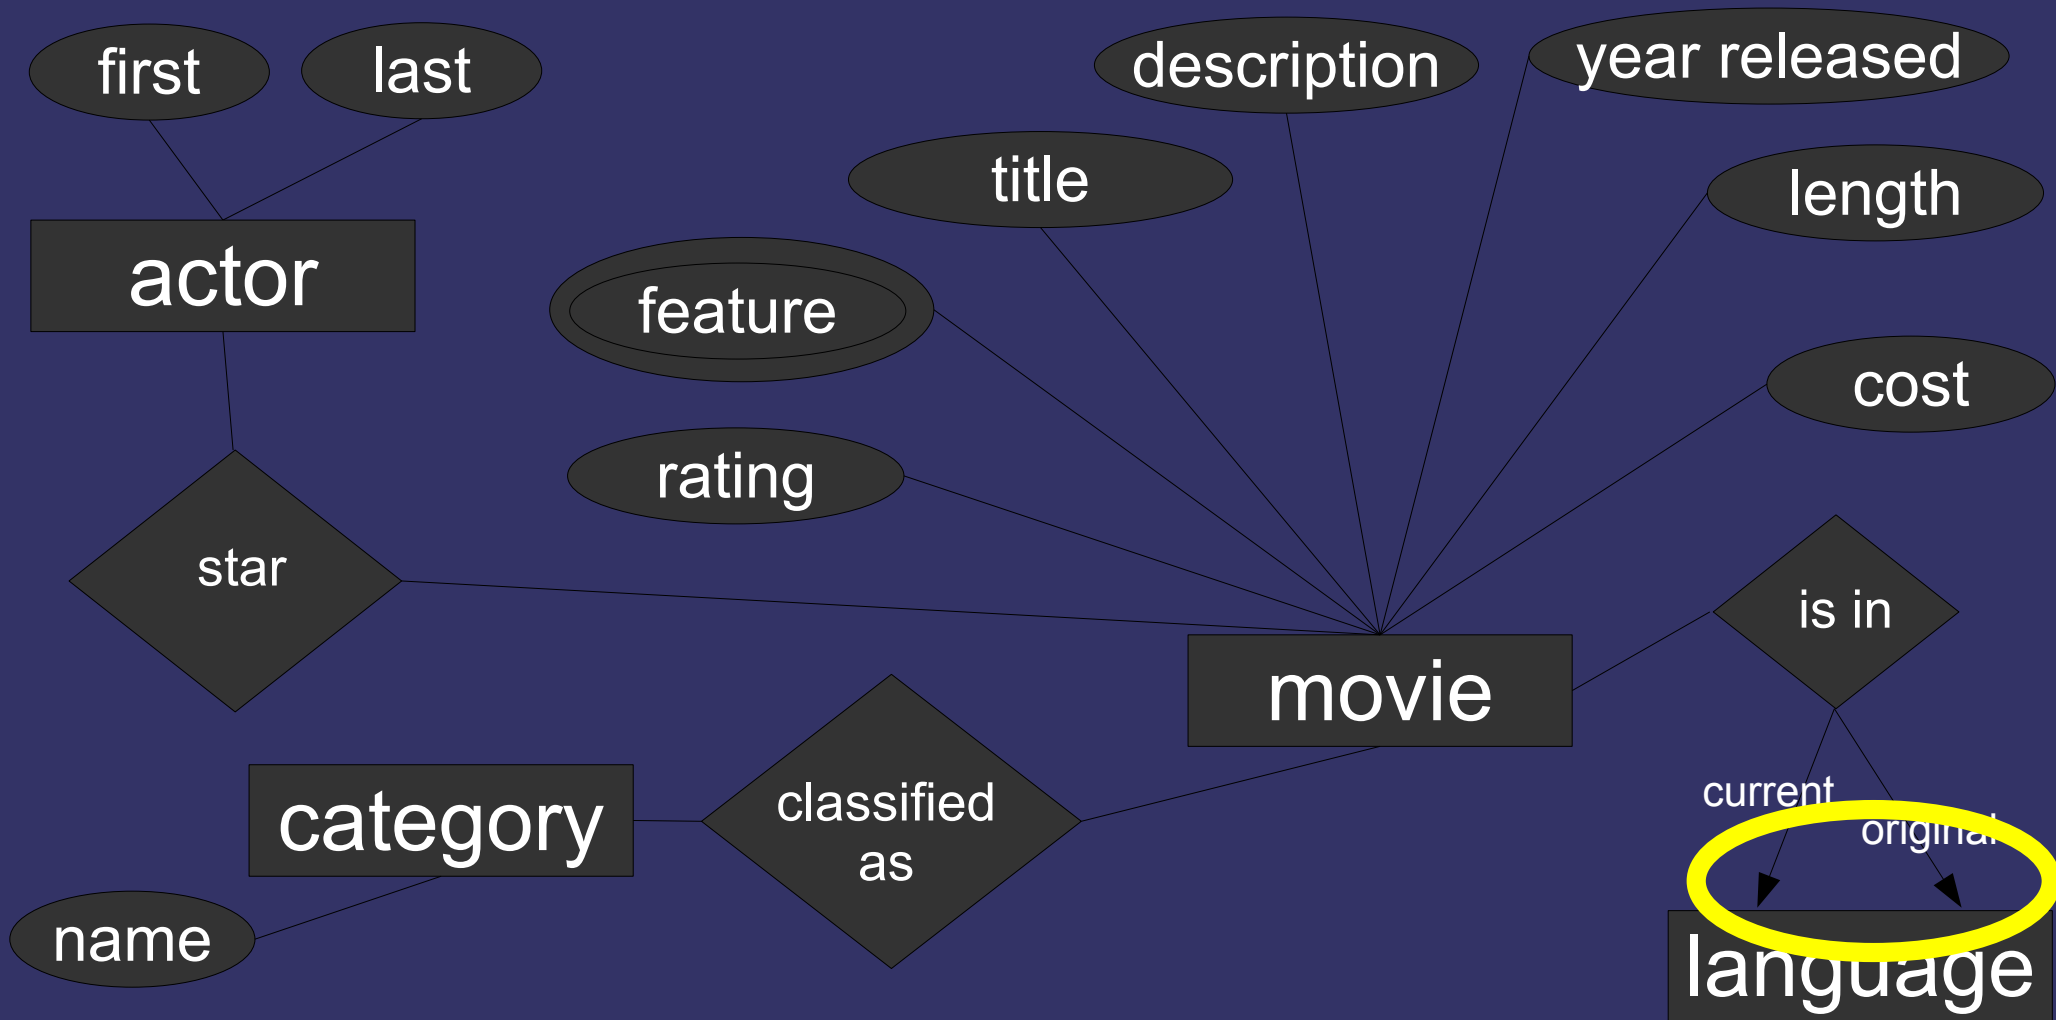 first
last
description
year released
title
length
actor
feature
cost
rating
star
is in
movie
current
original
category
classified
as
name
language